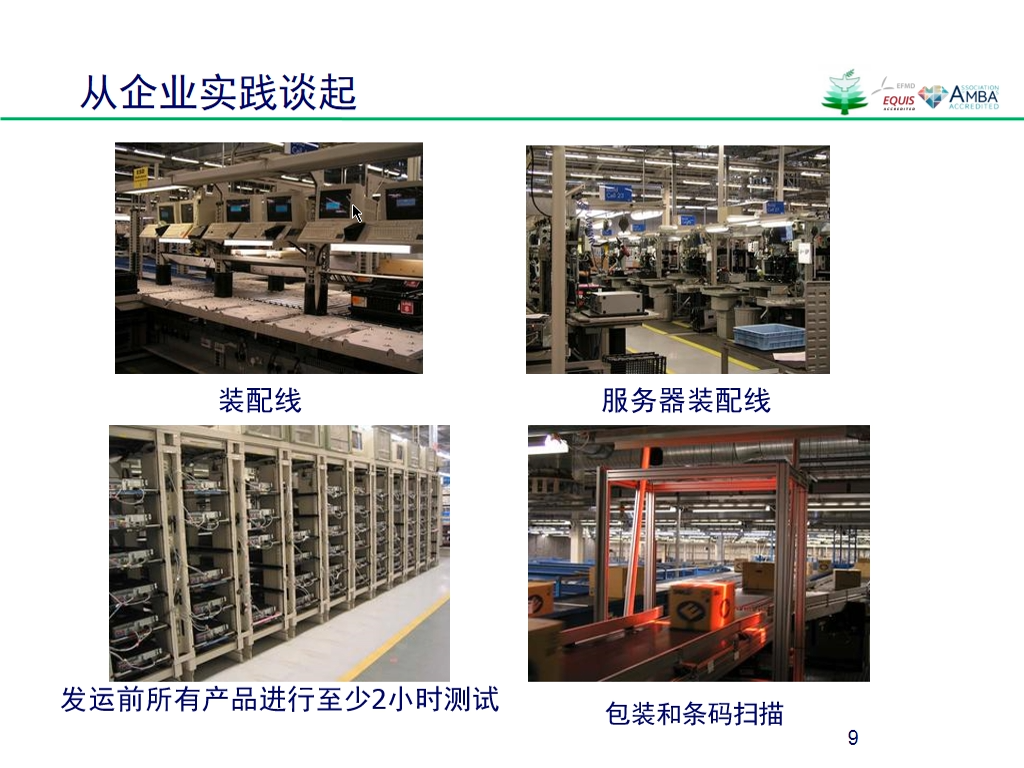 从企业实践谈起
EFMD
EQUIS
ACCREDITED
ASSOCIATION
AMBA
ACCREDITED
装配线
服务器装配线
发运前所有产品进行至少2小时测试
包装和条码扫描
9